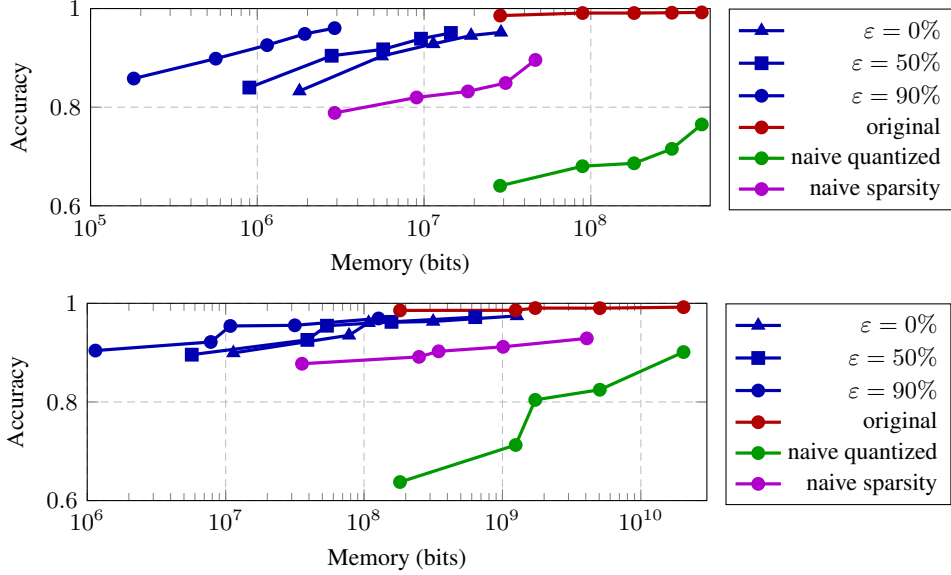 1
0.8
0.6
Accuracy
10^5
10^6
10^7
10^8
Memory (bits)
ε = 0%
ε = 50%
ε = 90%
original
naive quantized
naive sparsity
1
0.8
0.6
Accuracy
10^6
10^7
10^8
10^9
10^10
Memory (bits)
ε = 0%
ε = 50%
ε = 90%
original
naive quantized
naive sparsity